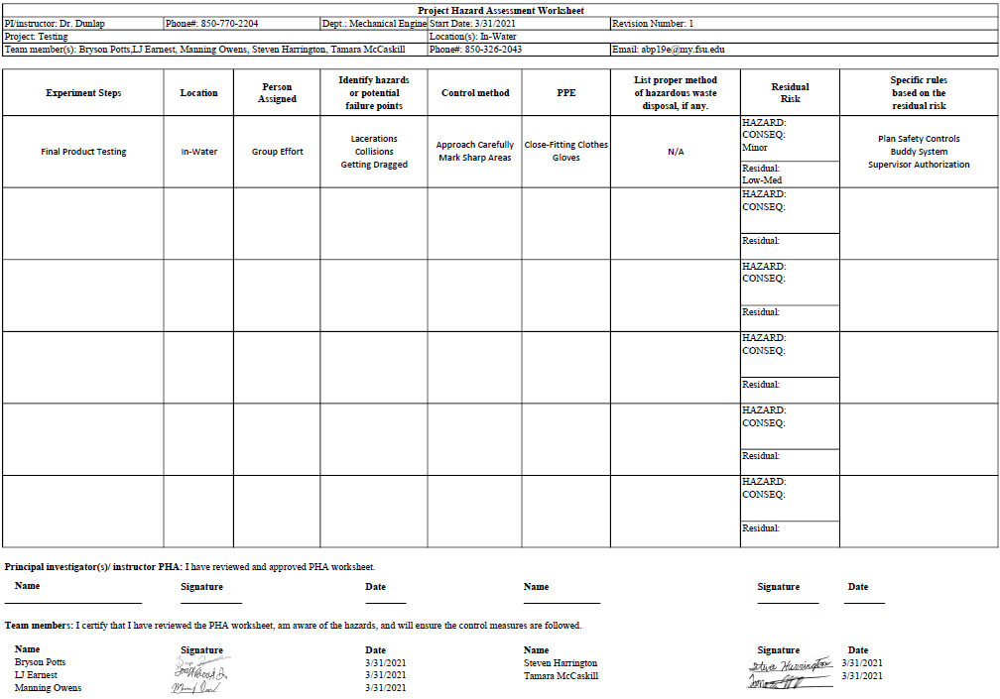 Project Hazard Assessment Worksheet
PI/instructor: Dr. Dunlap Phone#: 850-770-2204 Dept.: Mechanical Engine Start Date: 3/31/2021 Revision Number: 1
Project: Testing Location(s): In-Water
Team member(s): Bryson Potts,LJ Earnest, Manning Owens, Steven Harrington, Tamara McCaskill Phone#: 850-326-2043 Email: abp19e@my.fsu.edu
Experiment Steps
Location
Person
Assigned
Identify hazards
or potential
failure points
Control method
PPE
List proper method
of hazardous waste
disposal, if any.
Residual
Risk
Specific rules
based on the
residual risk
Final Product Testing
In-Water
Group Effort
Lacerations
Collisions
Getting Dragged
Approach Carefully
Mark Sharp Areas
Close-Fitting Clothes
Gloves
N/A
HAZARD:
CONSEQ:
Minor
Residual:
Low-Med
Plan Safety Controls
Buddy System
Supervisor Authorization
HAZARD:
CONSEQ:
Residual:
HAZARD:
CONSEQ:
Residual:
HAZARD:
CONSEQ:
Residual:
HAZARD:
CONSEQ:
Residual:
HAZARD:
CONSEQ:
Residual:
Principal investigator(s)/ instructor PHA: I have reviewed and approved PHA worksheet.
Name Signature Date Name Signature Date
Team members: I certify that I have reviewed the PHA worksheet, am aware of the hazards, and will ensure the control measures are followed.
Name Signature Date Name Signature Date
Bryson Potts 3/31/2021 Steven Harrington Steven Harrington 3/31/2021
LJ Earnest 3/31/2021 Tamara McCaskill 3/31/2021
Manning Owens 3/31/2021